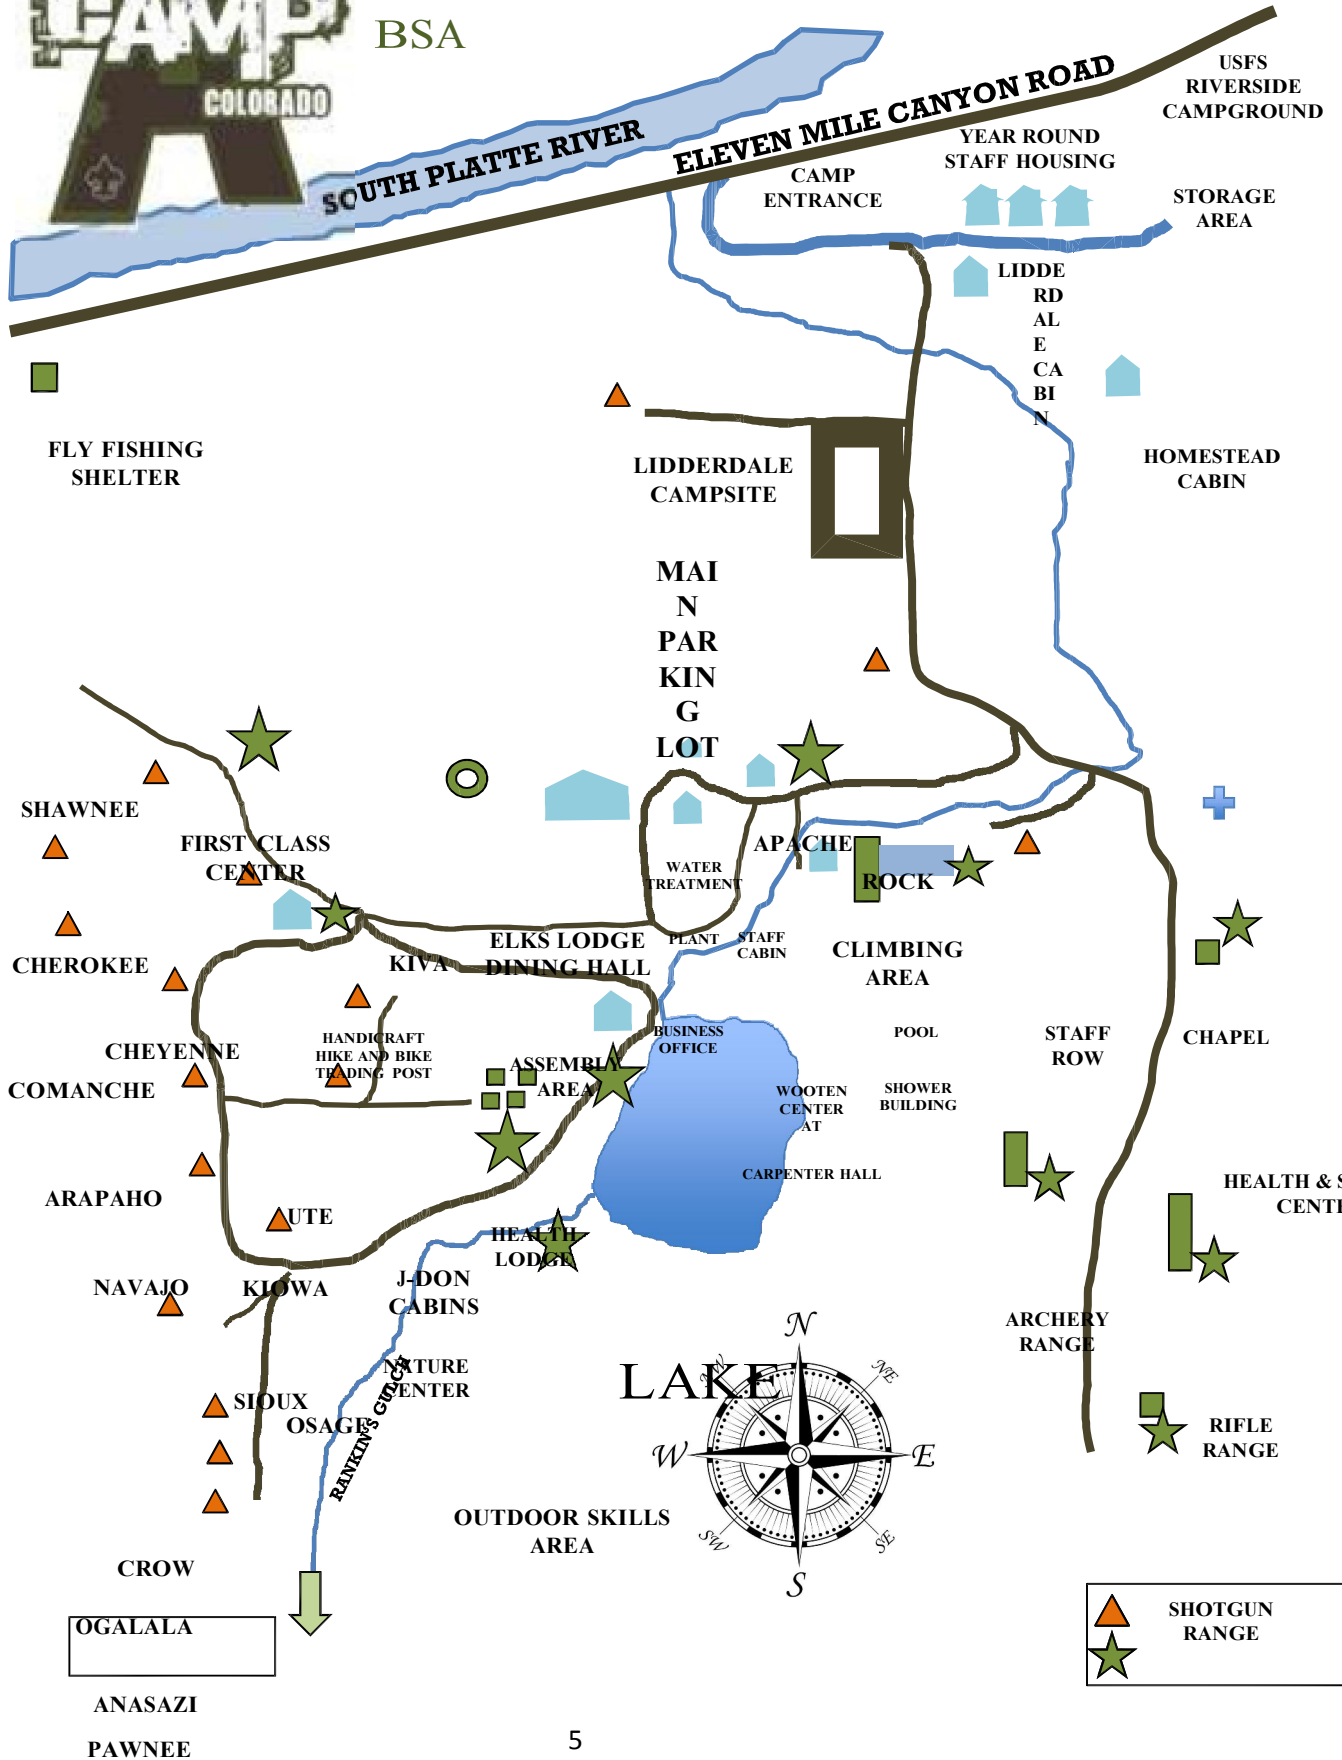 CAMP
BSA
COLORADO
SOUTH PLATTE RIVER
ELEVEN MILE CANYON ROAD
USFS
RIVERSIDE
CAMPGROUND
YEAR ROUND
STAFF HOUSING
CAMP
ENTRANCE
STORAGE
AREA
LIDDE
RD
AL
E
CA
BI
N
FLY FISHING
SHELTER
LIDDERDALE
CAMPSITE
HOMESTEAD
CABIN
MAI
N
PAR
KIN
G
LOT
SHAWNEE
FIRST CLASS
CENTER
APACHE
WATER
TREATMENT
PLANT
ROCK
CLIMBING
AREA
STAFF
CABIN
ELKS LODGE
DINING HALL
KIVA
CHEROKEE
CHEYENNE
COMANCHE
HANDICRAFT
HIKE AND BIKE
TRADING POST
ASSEMBLY
AREA
BUSINESS
OFFICE
POOL
STAFF
ROW
CHAPEL
WOOTEN
CENTER
AT
CARPENTER HALL
SHOWER
BUILDING
ARAPAHO
UTE
HEALTH
LODGE
HEALTH & S
CENT
NAVAJO
KIOWA
J-DON
CABINS
ARCHERY
RANGE
NATURE
CENTER
RANKIN'S GULCH
SIOUX
OSAGE
LAKE
N
NE
E
SE
S
SW
W
NW
RIFLE
RANGE
OUTDOOR SKILLS
AREA
CROW
OGALALA
ANASAZI
PAWNEE
SHOTGUN
RANGE
5